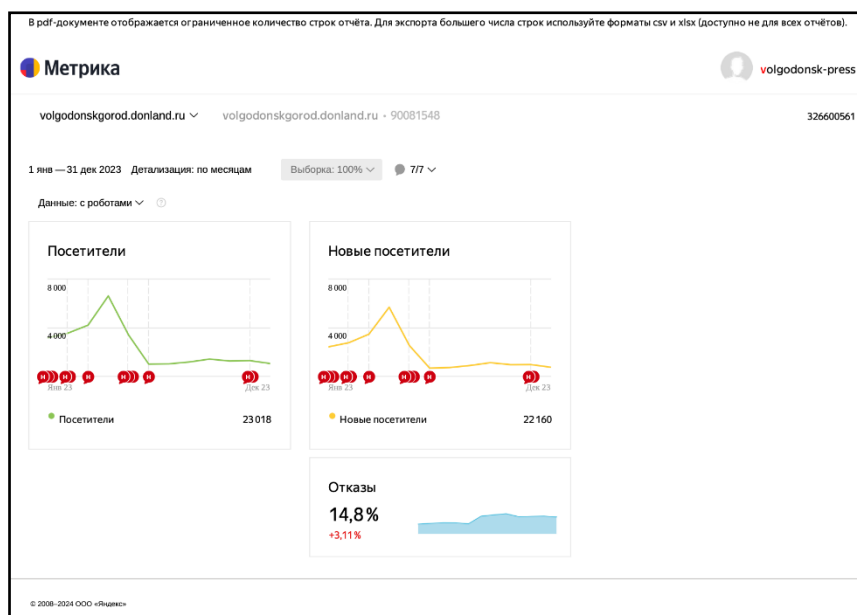 В pdf-документе отображается ограниченное количество строк отчёта. Для экспорта большего числа строк используйте форматы csv и xlsx (доступно не для всех отчётов).
Метрика
volgodonsk-press
volgodonskgorod.donland.ru volgodonskgorod.donland.ru • 90081548 326600561
1 янв — 31 дек 2023 Детализация: по месяцам Выборка: 100% 7/7
Данные: с роботами ?
Посетители
8 000
4 000
Н Н Н Н Н Н
Янв 23 Дек 23
Посетители 23 018
Новые посетители
8 000
4 000
Н Н Н Н Н Н
Янв 23 Дек 23
Новые посетители 22 160
Отказы
14,8 %
+3,11%
© 2008–2024 ООО «Яндекс»